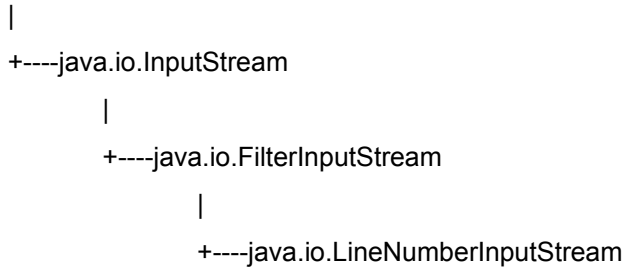 |
+----java.io.InputStream
|
+----java.io.FilterInputStream
|
+----java.io.LineNumberInputStream